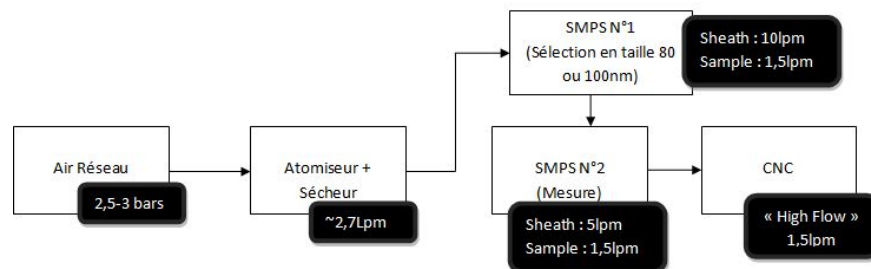 SMPS N°1
(Sélection en taille 80
ou 100nm)
Sheath : 10lpm
Sample : 1,5lpm
Air Réseau
2,5-3 bars
Atomiseur +
Sécheur
~2,7Lpm
SMPS N°2
(Mesure)
Sheath : 5lpm
Sample : 1,5lpm
CNC
« High Flow »
1,5lpm